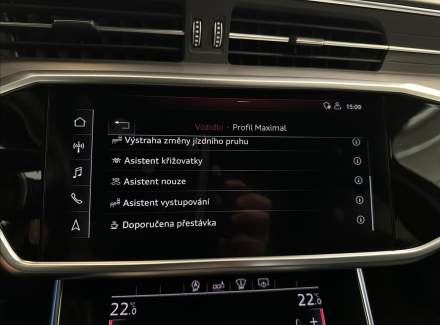 15:09
Vozidlo · Profil Maximal
Výstraha změny jízdního pruhu
Asistent křižovatky
Asistent nouze
Asistent vystupování
Doporučena přestávka
22.0
22.0